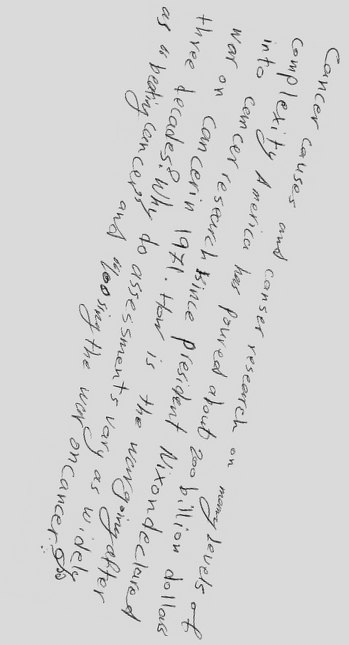 Cancer causes and canser research on many levels of
complexity America has poured about 200 billion dollars
into cancer research since president Nixon declared
war on cancer in 1971. How is the war going after
three decades? Why do assessments vary as widely
as "beating cancer" and "losing the war on cancer"?